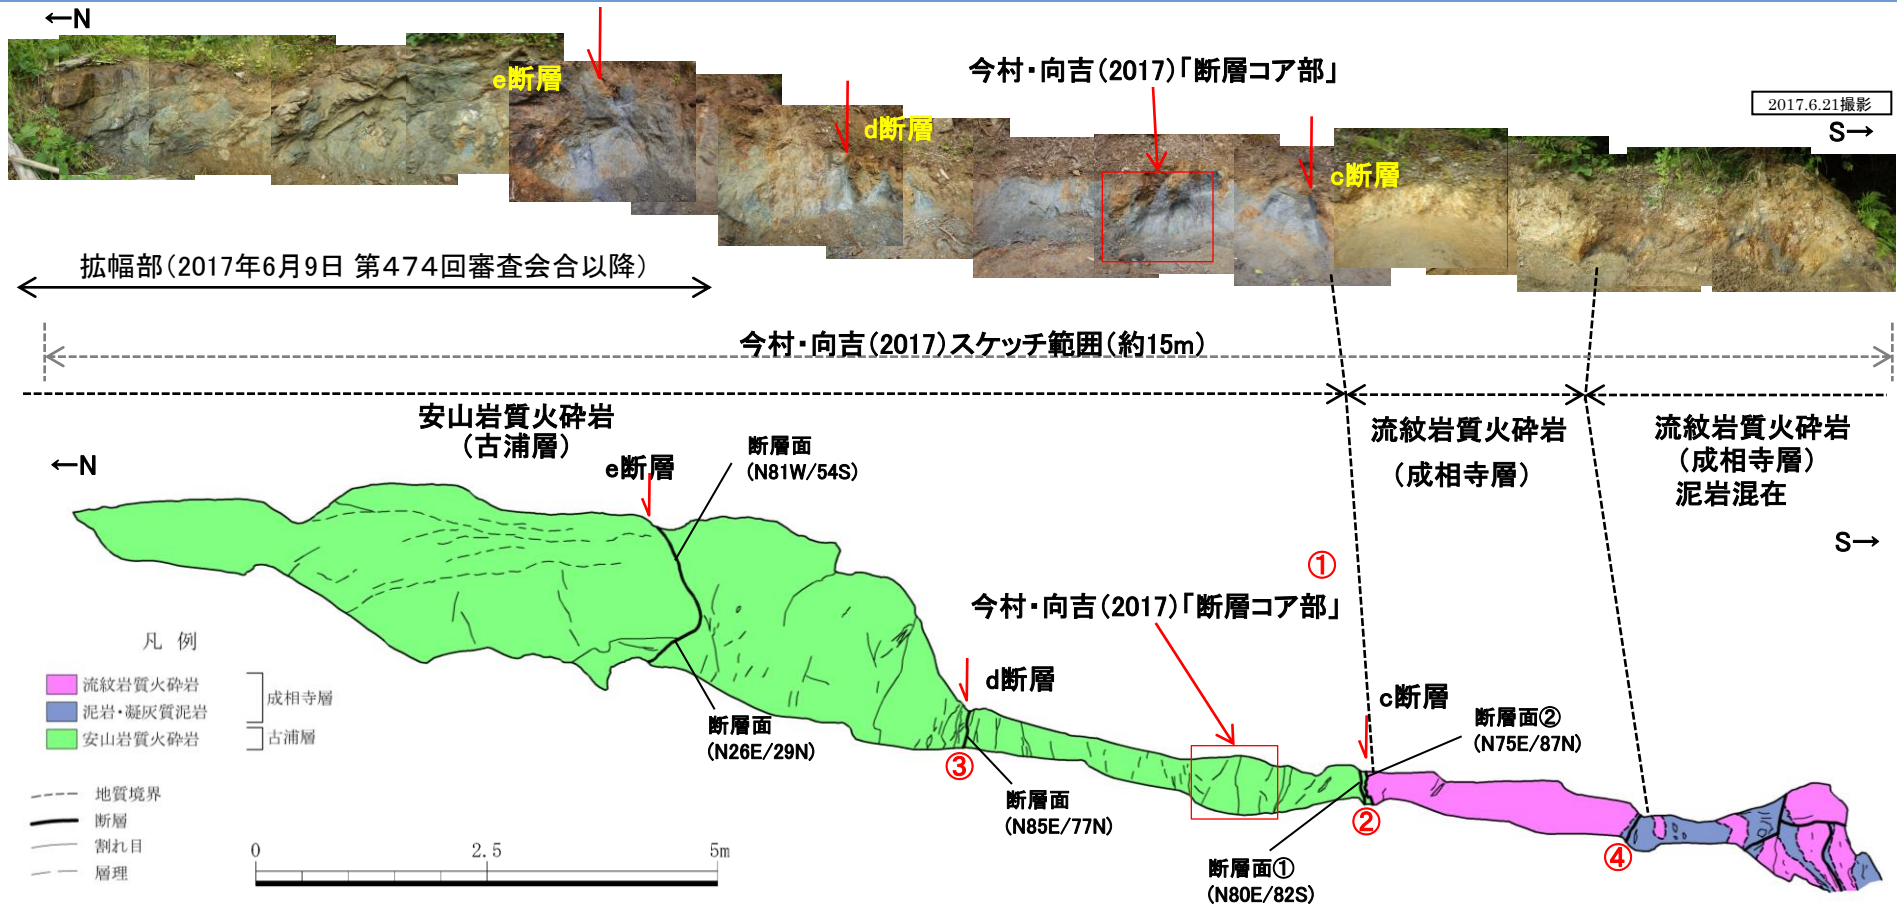 ←N
e断層
d断層
今村・向吉(2017)「断層コア部」
c断層
2017.6.21撮影
S→
拡幅部(2017年6月9日 第474回審査会合以降)
今村・向吉(2017)スケッチ範囲(約15m)
安山岩質火砕岩
(古浦層)
流紋岩質火砕岩
(成相寺層)
流紋岩質火砕岩
(成相寺層)
泥岩混在
←N
e断層
断層面
(N81W/54S)
S→
①
今村・向吉(2017)「断層コア部」
d断層
c断層
断層面②
(N75E/87N)
断層面
(N26E/29N)
③
断層面
(N85E/77N)
②
④
断層面①
(N80E/82S)
凡 例
流紋岩質火砕岩
泥岩・凝灰質泥岩
成相寺層
安山岩質火砕岩
古浦層
地質境界
断層
割れ目
層理
0
2.5
5m